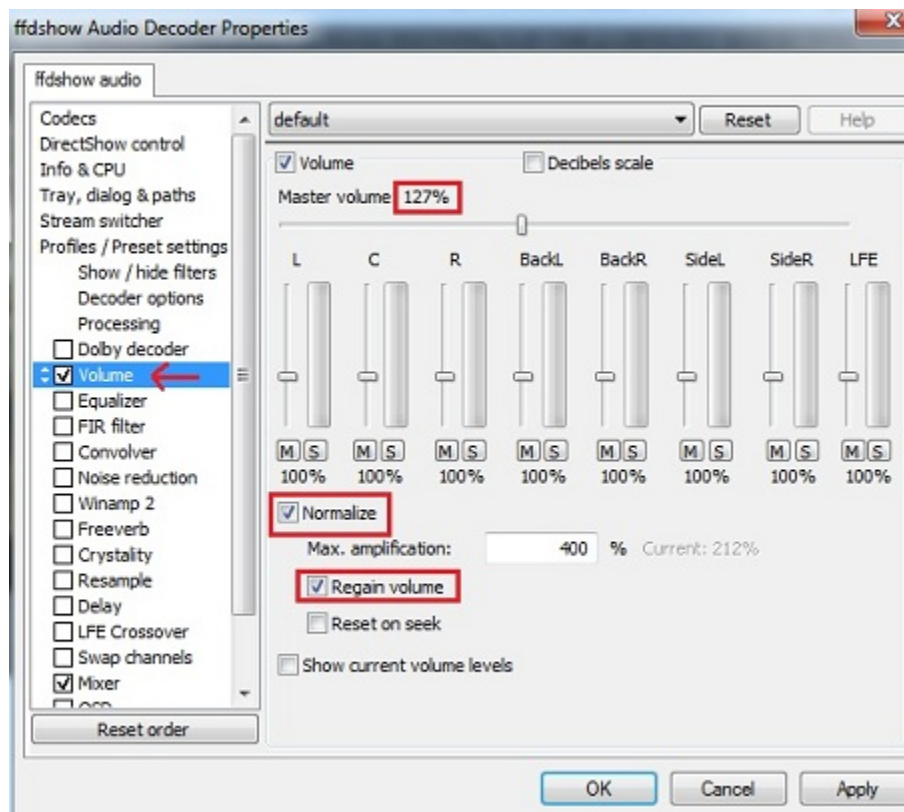 ffdshow Audio Decoder Properties
ffdshow audio
Codecs
DirectShow control
Info & CPU
Tray, dialog & paths
Stream switcher
Profiles / Preset settings
Show / hide filters
Decoder options
Processing
Dolby decoder
Volume
Equalizer
FIR filter
Convolver
Noise reduction
Winamp 2
Freeverb
Crystality
Resample
Delay
LFE Crossover
Swap channels
Mixer
OSD
Reset order
default
Reset
Help
Volume
Decibels scale
Master volume 127%
L C R BackL BackR SideL SideR LFE
M S M S M S M S M S M S M S M S
100% 100% 100% 100% 100% 100% 100% 100%
Normalize
Max. amplification: 400 % Current: 212%
Regain volume
Reset on seek
Show current volume levels
OK Cancel Apply